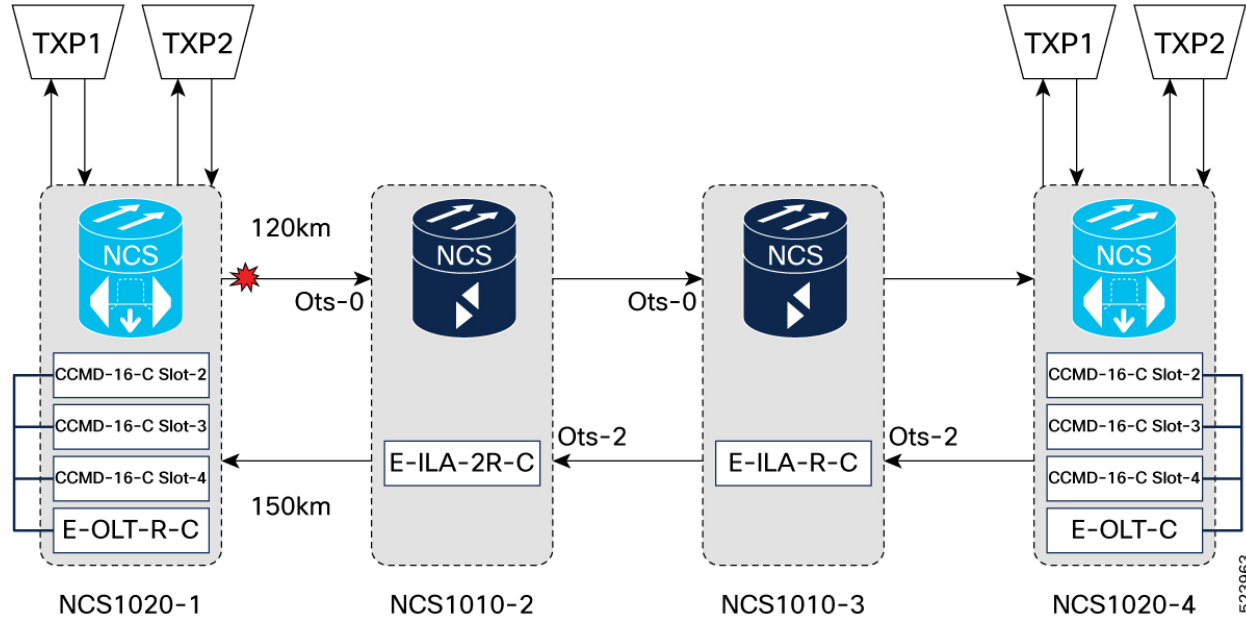 TXP1
TXP2
TXP1
TXP2
NCS
NCS
NCS
NCS
120km
Ots-0
Ots-0
CCMD-16-C Slot-2
CCMD-16-C Slot-3
CCMD-16-C Slot-4
E-OLT-R-C
150km
E-ILA-2R-C
Ots-2
E-ILA-R-C
Ots-2
CCMD-16-C Slot-2
CCMD-16-C Slot-3
CCMD-16-C Slot-4
E-OLT-C
NCS1020-1
NCS1010-2
NCS1010-3
NCS1020-4
523963